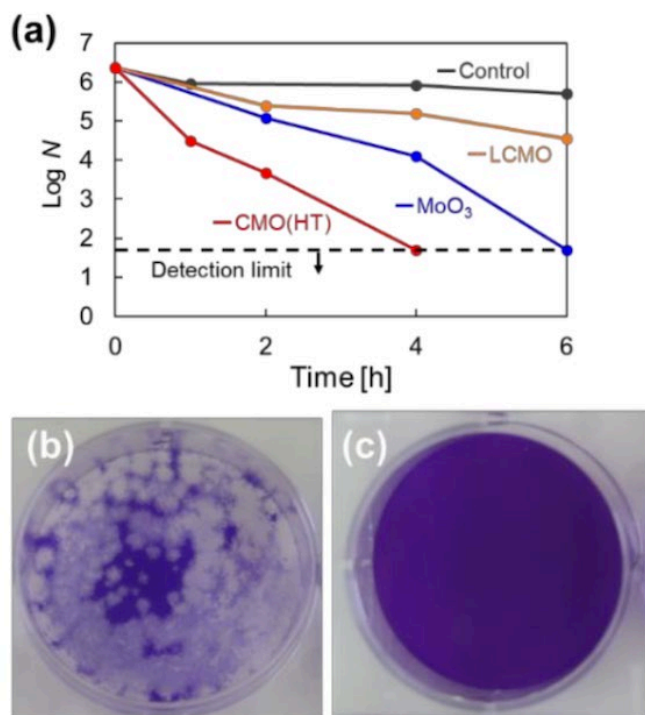 (a)
7
6
5
4
3
2
1
0
Log N
Control
LCMO
MoO₃
CMO(HT)
Detection limit
0 2 4 6
Time [h]
(b)
(c)